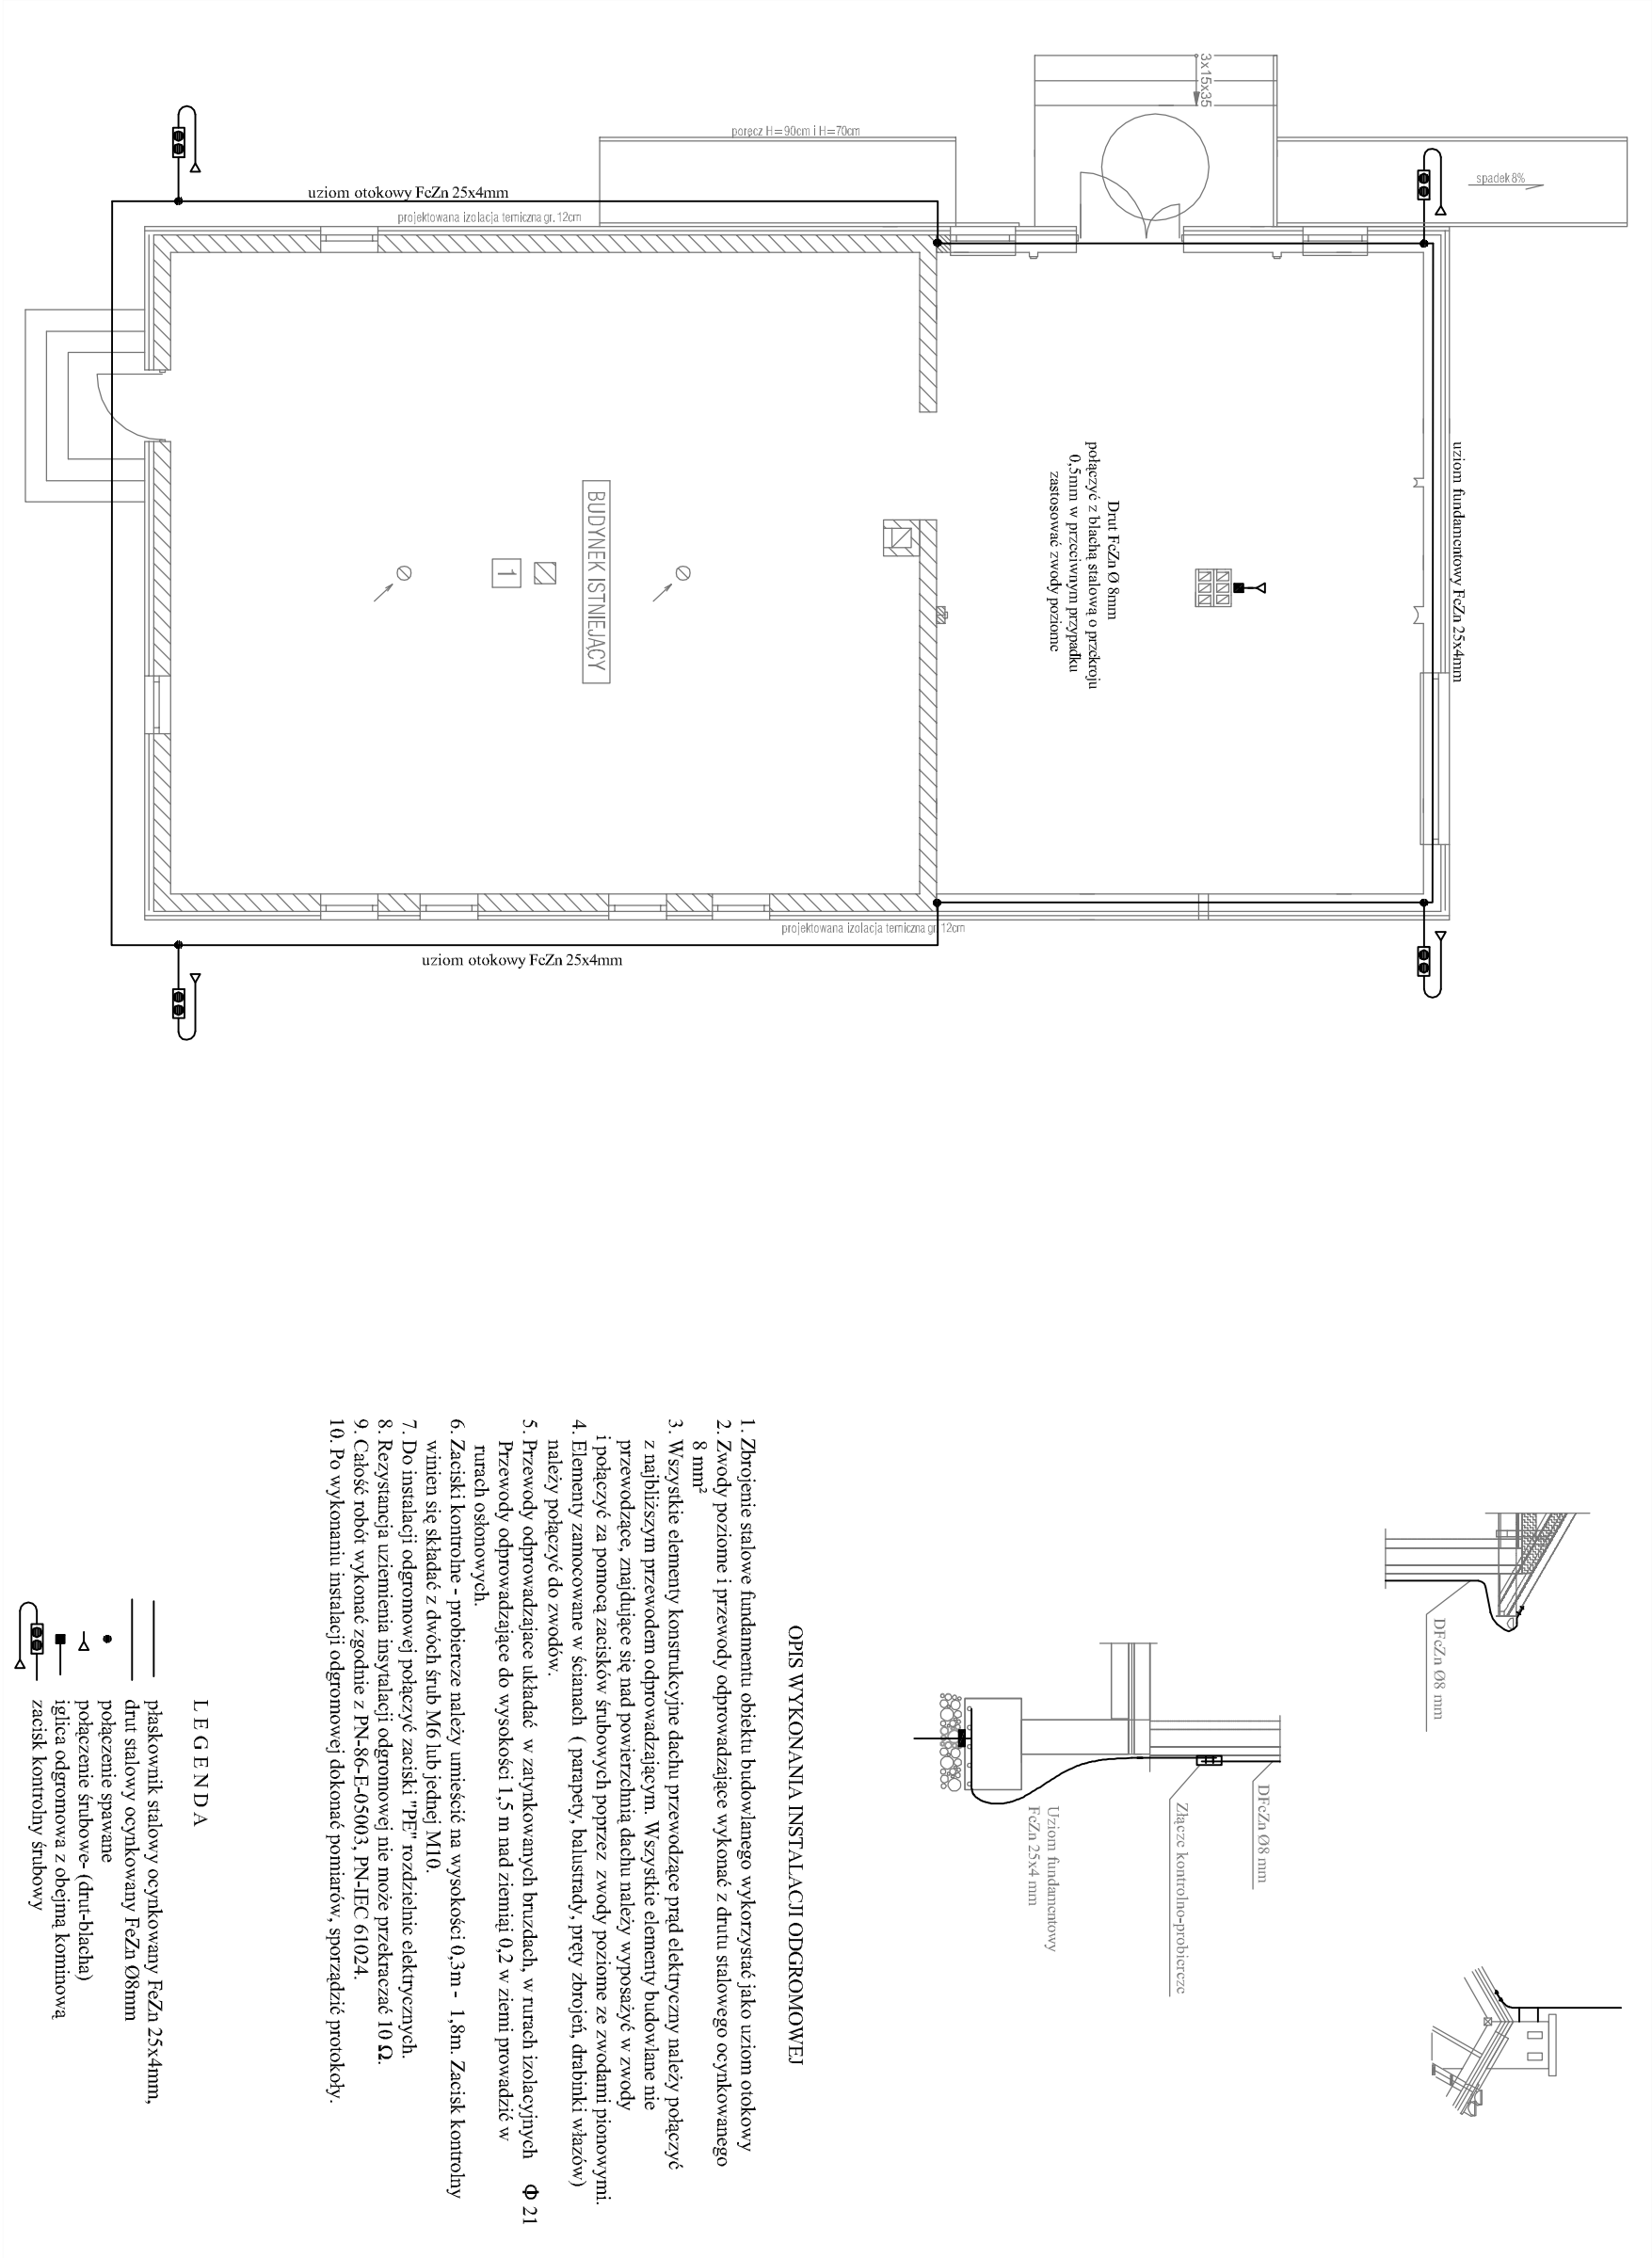 3x15x35
poręcz H=90cm i H=70cm
spadek 8%
uziom otokowy FeZn 25x4mm
projektowana izolacja termiczna gr. 12cm
uziom fundamentowy FeZn 25x4mm
Drut FeZn Ø 8mm
połączyć z blachą stalową o przekroju
0,5mm w przeciwnym przypadku
zastosować zwody poziome
BUDYNEK ISTNIEJĄCY
1
projektowana izolacja termiczna gr. 12cm
uziom otokowy FeZn 25x4mm
DFeZn Ø8 mm
DFeZn Ø8 mm
Złącze kontrolno-probiercze
Uziom fundamentowy
FeZn 25x4 mm
OPIS WYKONANIA INSTALACJI ODGROMOWEJ
1. Zbrojenie stalowe fundamentu obiektu budowlanego wykorzystać jako uziom otokowy
2. Zwody poziome i przewody odprowadzające wykonać z drutu stalowego ocynkowanego
8 mm²
3. Wszystkie elementy konstrukcyjne dachu przewodzące prąd elektryczny należy połączyć
z najbliższym przewodem odprowadzającym. Wszystkie elementy budowlane nie
przewodzące, znajdujące się nad powierzchnią dachu należy wyposażyć w zwody
i połączyć za pomocą zacisków śrubowych poprzez zwody poziome ze zwodami pionowymi.
4. Elementy zamocowane w ścianach ( parapety, balustrady, pręty zbrojeń, drabinki włazów)
należy połączyć do zwodów.
5. Przewody odprowadzajace układać w zatynkowanych bruzdach, w rurach izolacyjnych Φ 21
Przewody odprowadzające do wysokości 1,5 m nad ziemiąi 0,2 w ziemi prowadzić w
rurach osłonowych.
6. Zaciski kontrolne - probiercze należy umieścić na wysokości 0,3m - 1,8m. Zacisk kontrolny
winien się składać z dwóch śrub M6 lub jednej M10.
7. Do instalacji odgromowej połączyć zaciski "PE" rozdzielnic elektrycznych.
8. Rezystancja uziemienia insytalacji odgromowej nie może przekraczać 10 Ω.
9. Całość robót wykonać zgodnie z PN-86-E-05003, PN-IEC 61024.
10. Po wykonaniu instalacji odgromowej dokonać pomiarów, sporządzić protokoły.
L E G E N D A
płaskownik stalowy ocynkowany FeZn 25x4mm,
drut stalowy ocynkowany FeZn Ø8mm
połączenie spawane
połączenie śrubowe- (drut-blacha)
iglica odgromowa z obejmą kominową
zacisk kontrolny śrubowy